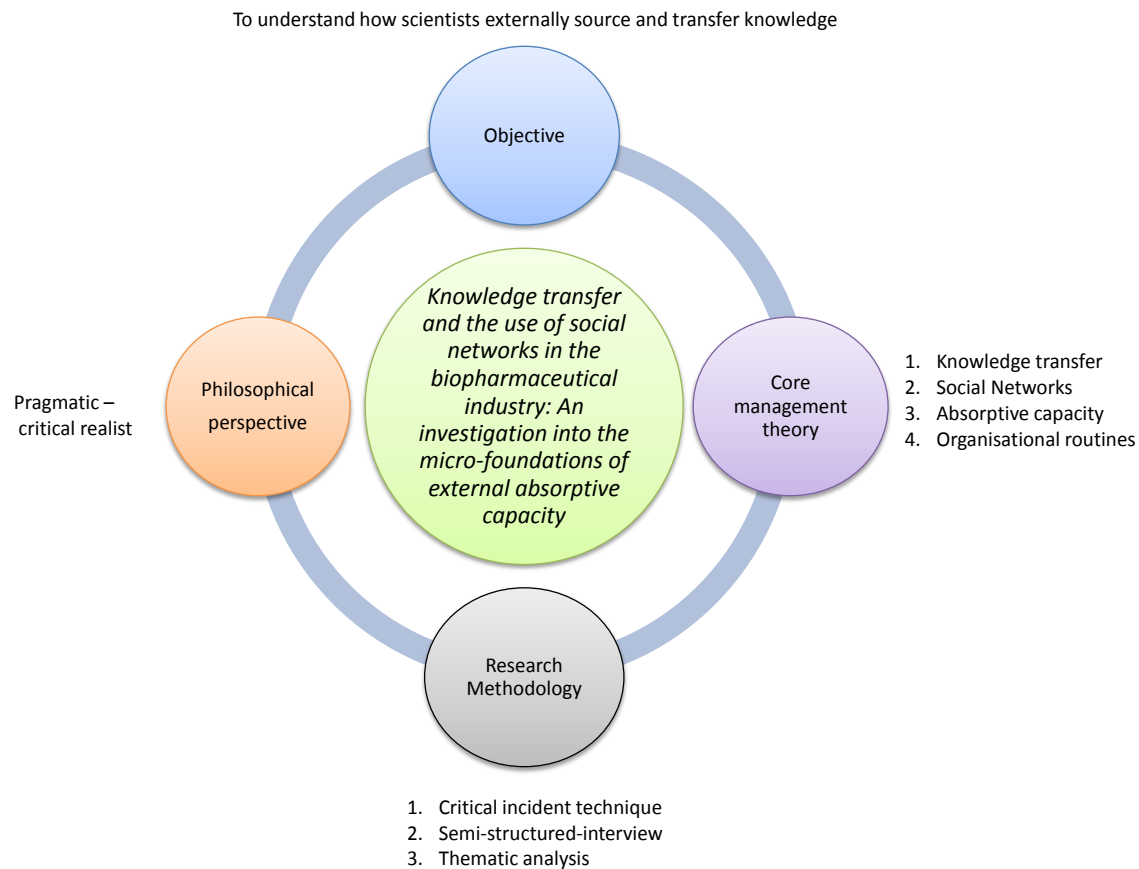 To understand how scientists externally source and transfer knowledge
Objective
Knowledge transfer
and the use of social
networks in the
biopharmaceutical
industry: An
investigation into the
micro-foundations of
external absorptive
capacity
Pragmatic –
critical realist
Philosophical
perspective
Core
management
theory
1. Knowledge transfer
2. Social Networks
3. Absorptive capacity
4. Organisational routines
Research
Methodology
1. Critical incident technique
2. Semi-structured-interview
3. Thematic analysis